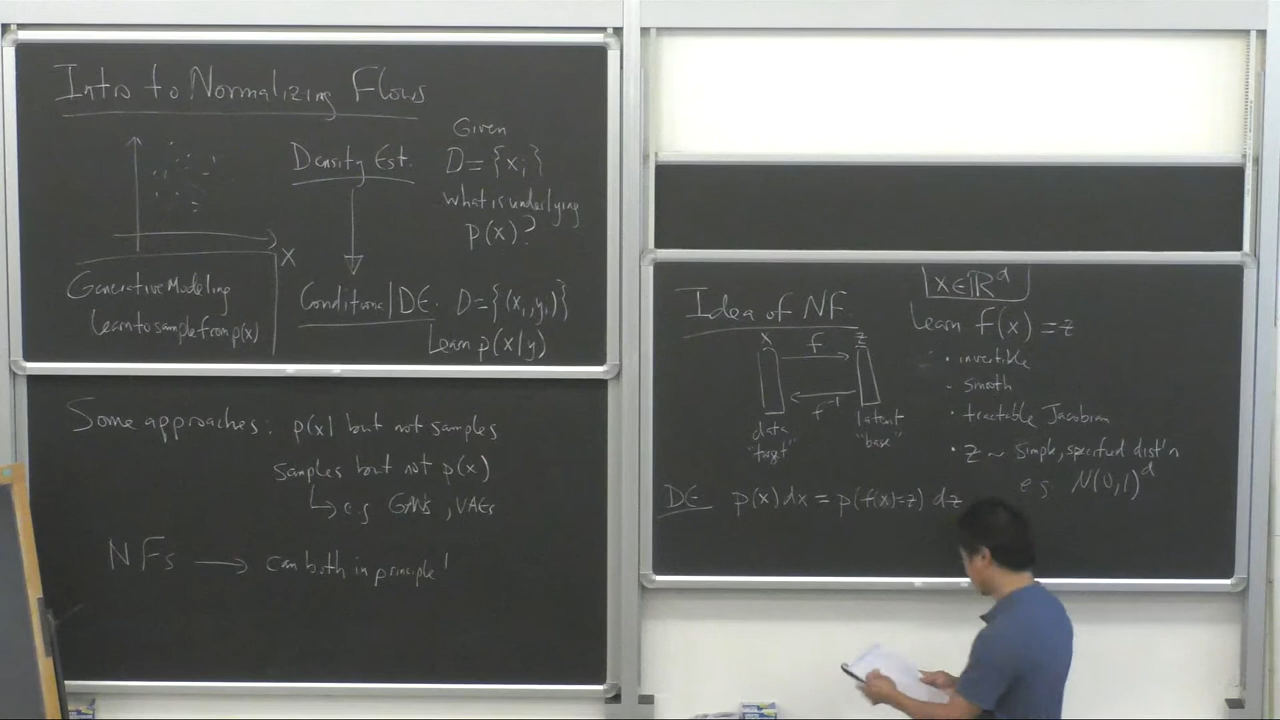 Intro to Normalizing Flows
Density Est.
Given
D = {xᵢ}
what is underlying
p(x)?
x
Generative Modeling
Learn to sample from p(x)
Conditional DE. D = {(xᵢ, yᵢ)}
Learn p(x|y)
Some approaches: p(x) but not samples
samples but not p(x)
↳ e.g GANs, VAEs
NFs → can both in principle!
Idea of NF
x f z
f⁻¹
data latent
"target" "base"
x∈ℝᵈ
Learn f(x) = z
• invertible
- smooth
• tractable Jacobian
• z ~ simple, specified dist'n
e.g. N(0,1)ᵈ
DE p(x) dx = p(f(x)=z) dz